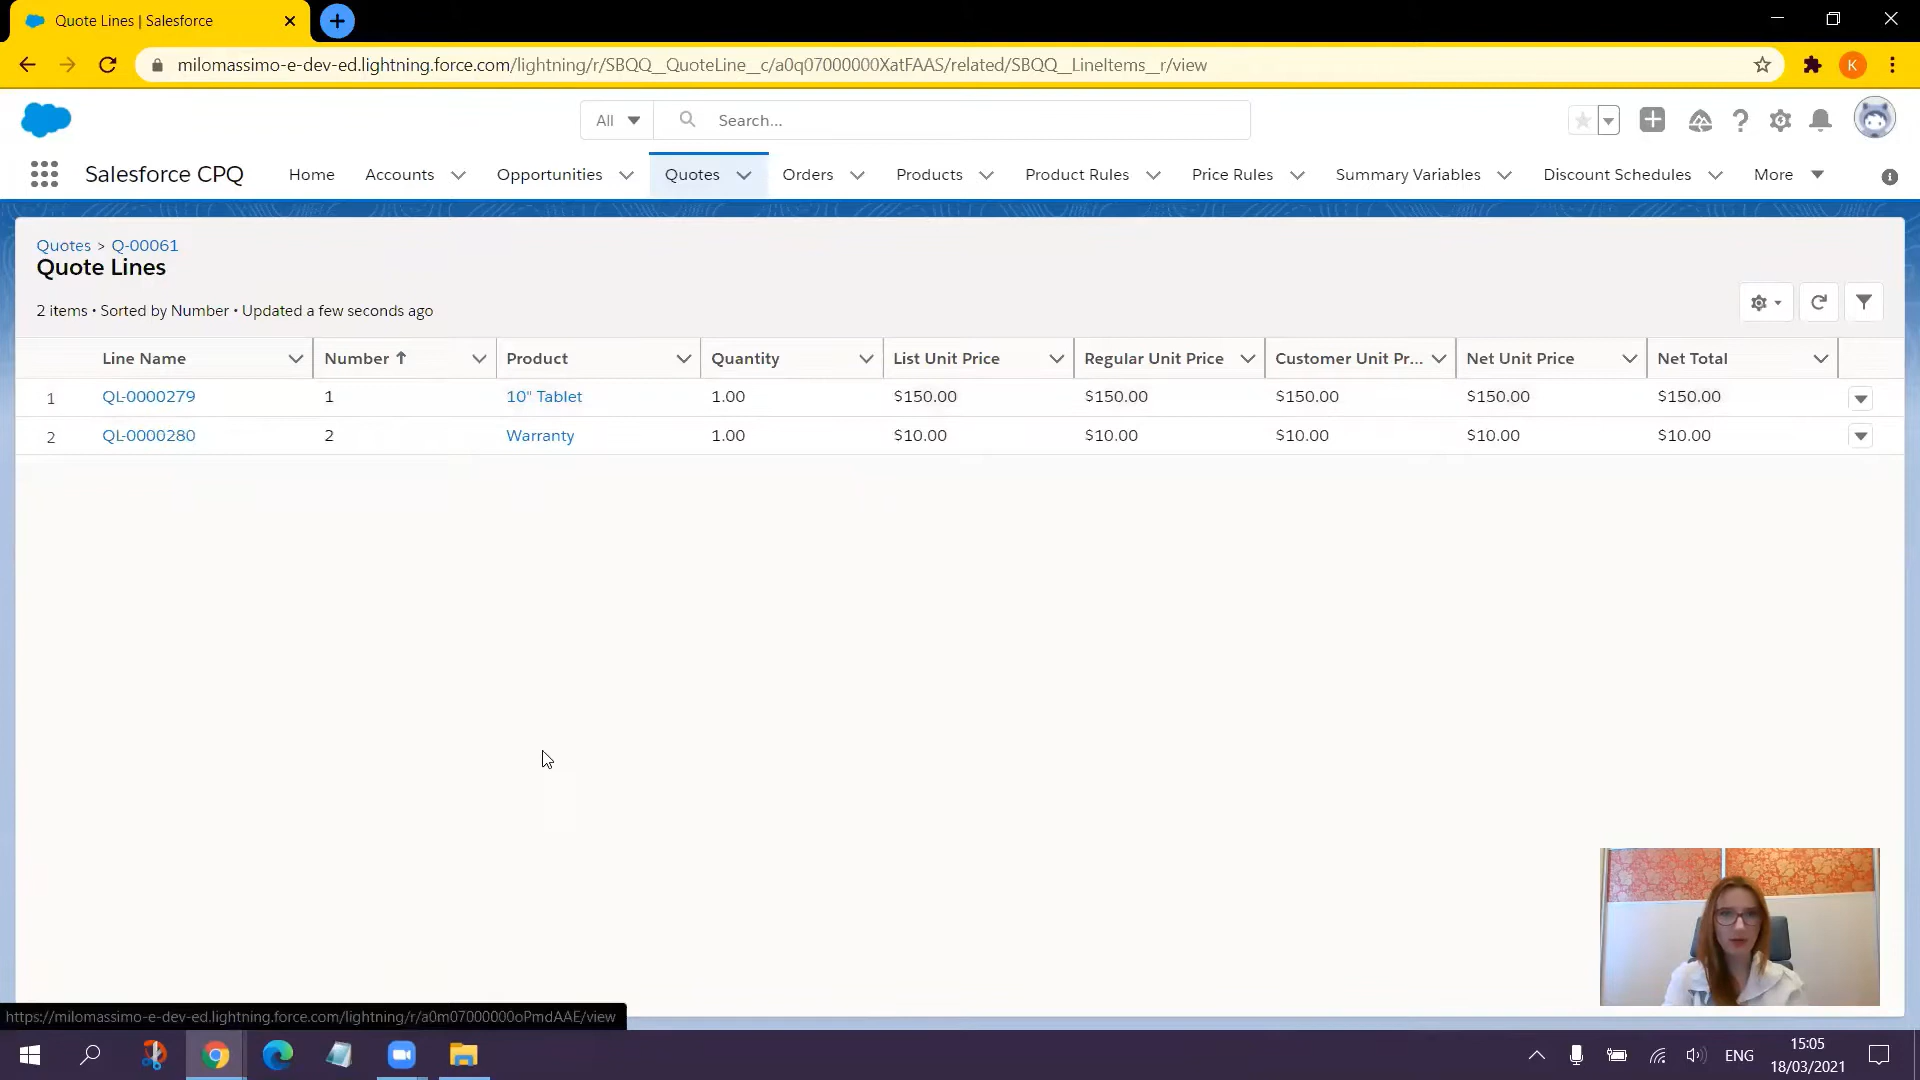 Quote Lines | Salesforce
milomassimo-e-dev-ed.lightning.force.com/lightning/r/SBQQ__QuoteLine__c/a0q07000000XatFAAS/related/SBQQ__LineItems__r/view
K
All Search...
Salesforce CPQ Home Accounts Opportunities Quotes Orders Products Product Rules Price Rules Summary Variables Discount Schedules More
Quotes > Q-00061
Quote Lines
2 items • Sorted by Number • Updated a few seconds ago
Line Name Number ↑ Product Quantity List Unit Price Regular Unit Price Customer Unit Pr... Net Unit Price Net Total
1 QL-0000279 1 10" Tablet 1.00 $150.00 $150.00 $150.00 $150.00 $150.00
2 QL-0000280 2 Warranty 1.00 $10.00 $10.00 $10.00 $10.00 $10.00
https://milomassimo-e-dev-ed.lightning.force.com/lightning/r/a0m07000000oPmdAAE/view
ENG
15:05
18/03/2021